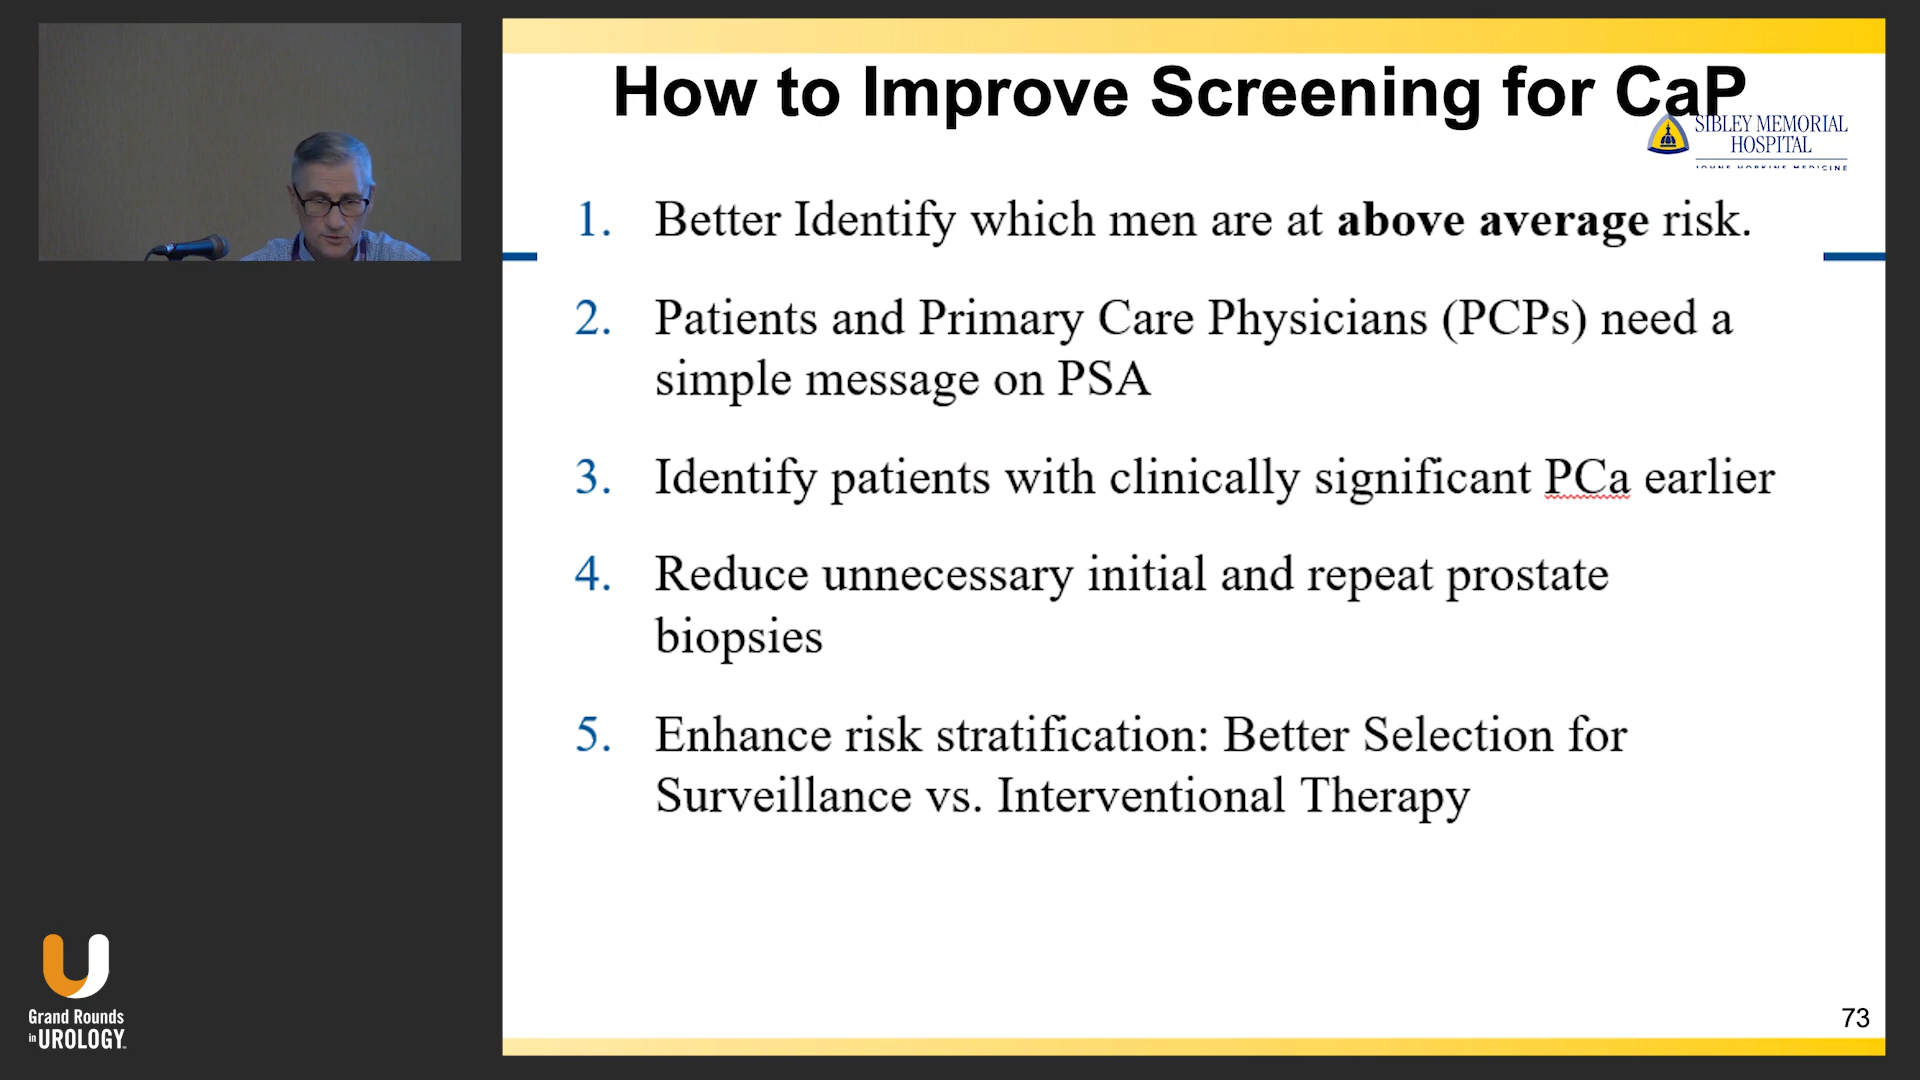 How to Improve Screening for CaP
SIBLEY MEMORIAL
HOSPITAL
JOHNS HOPKINS MEDICINE
1. Better Identify which men are at above average risk.
2. Patients and Primary Care Physicians (PCPs) need a
simple message on PSA
3. Identify patients with clinically significant PCa earlier
4. Reduce unnecessary initial and repeat prostate
biopsies
5. Enhance risk stratification: Better Selection for
Surveillance vs. Interventional Therapy
Grand Rounds
in UROLOGY
73